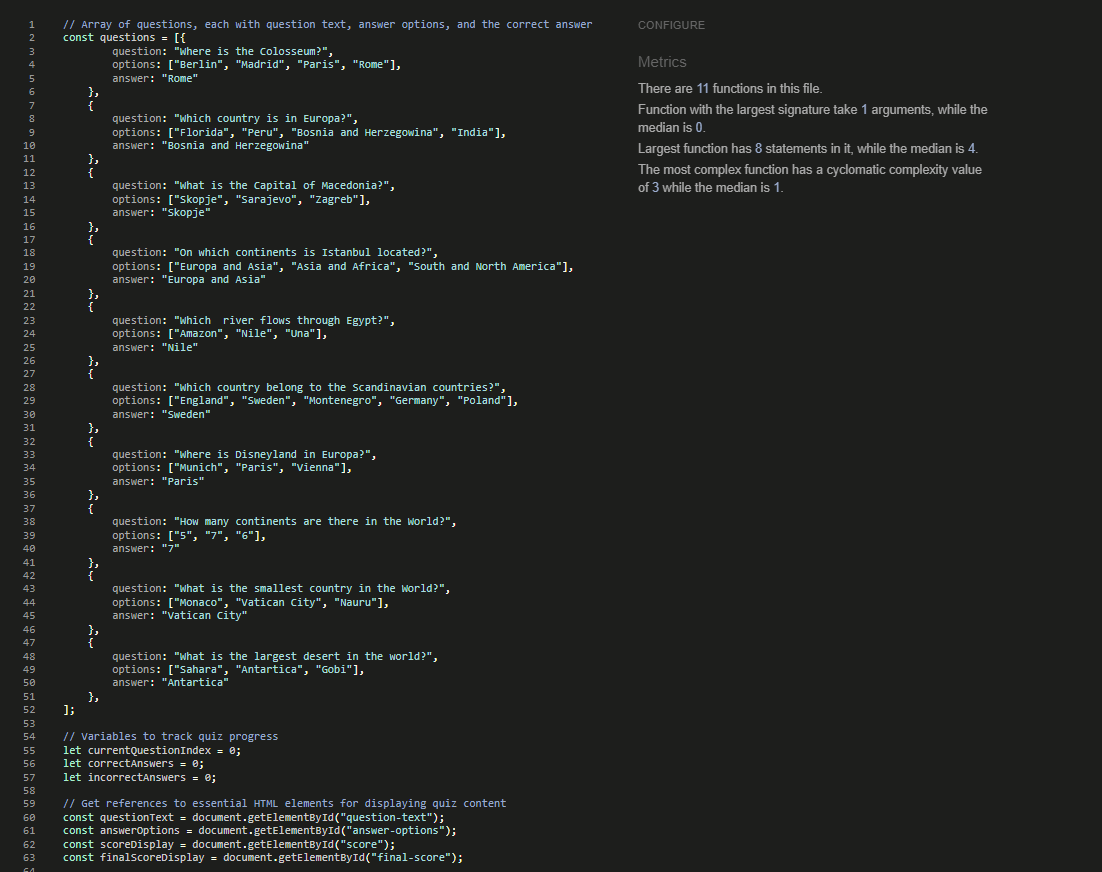 1 // Array of questions, each with question text, answer options, and the correct answer
2 const questions = [{
3 question: "Where is the Colosseum?",
4 options: ["Berlin", "Madrid", "Paris", "Rome"],
5 answer: "Rome"
6 },
7 {
8 question: "Which country is in Europa?",
9 options: ["Florida", "Peru", "Bosnia and Herzegowina", "India"],
10 answer: "Bosnia and Herzegowina"
11 },
12 {
13 question: "What is the Capital of Macedonia?",
14 options: ["Skopje", "Sarajevo", "Zagreb"],
15 answer: "Skopje"
16 },
17 {
18 question: "On which continents is Istanbul located?",
19 options: ["Europa and Asia", "Asia and Africa", "South and North America"],
20 answer: "Europa and Asia"
21 },
22 {
23 question: "Which  river flows through Egypt?",
24 options: ["Amazon", "Nile", "Una"],
25 answer: "Nile"
26 },
27 {
28 question: "Which country belong to the Scandinavian countries?",
29 options: ["England", "Sweden", "Montenegro", "Germany", "Poland"],
30 answer: "Sweden"
31 },
32 {
33 question: "Where is Disneyland in Europa?",
34 options: ["Munich", "Paris", "Vienna"],
35 answer: "Paris"
36 },
37 {
38 question: "How many continents are there in the World?",
39 options: ["5", "7", "6"],
40 answer: "7"
41 },
42 {
43 question: "What is the smallest country in the World?",
44 options: ["Monaco", "Vatican City", "Nauru"],
45 answer: "Vatican City"
46 },
47 {
48 question: "What is the largest desert in the world?",
49 options: ["Sahara", "Antartica", "Gobi"],
50 answer: "Antartica"
51 },
52 ];
53
54 // Variables to track quiz progress
55 let currentQuestionIndex = 0;
56 let correctAnswers = 0;
57 let incorrectAnswers = 0;
58
59 // Get references to essential HTML elements for displaying quiz content
60 const questionText = document.getElementById("question-text");
61 const answerOptions = document.getElementById("answer-options");
62 const scoreDisplay = document.getElementById("score");
63 const finalScoreDisplay = document.getElementById("final-score");
CONFIGURE
Metrics
There are 11 functions in this file.
Function with the largest signature take 1 arguments, while the
median is 0.
Largest function has 8 statements in it, while the median is 4.
The most complex function has a cyclomatic complexity value
of 3 while the median is 1.